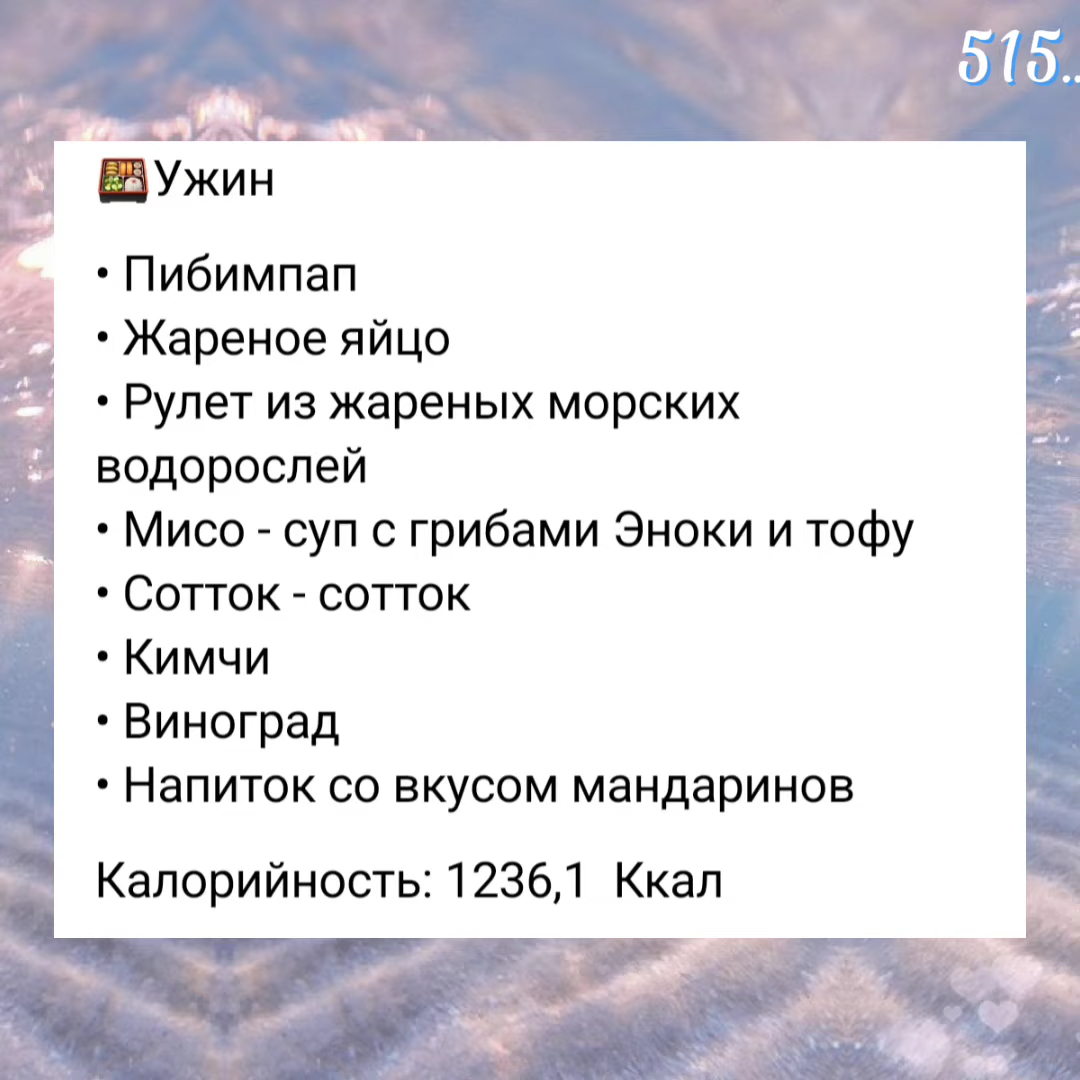 515..
🍱Ужин
• Пибимпап
• Жареное яйцо
• Рулет из жареных морских
водорослей
• Мисо - суп с грибами Эноки и тофу
• Сотток - сотток
• Кимчи
• Виноград
• Напиток со вкусом мандаринов
Калорийность: 1236,1 Ккал